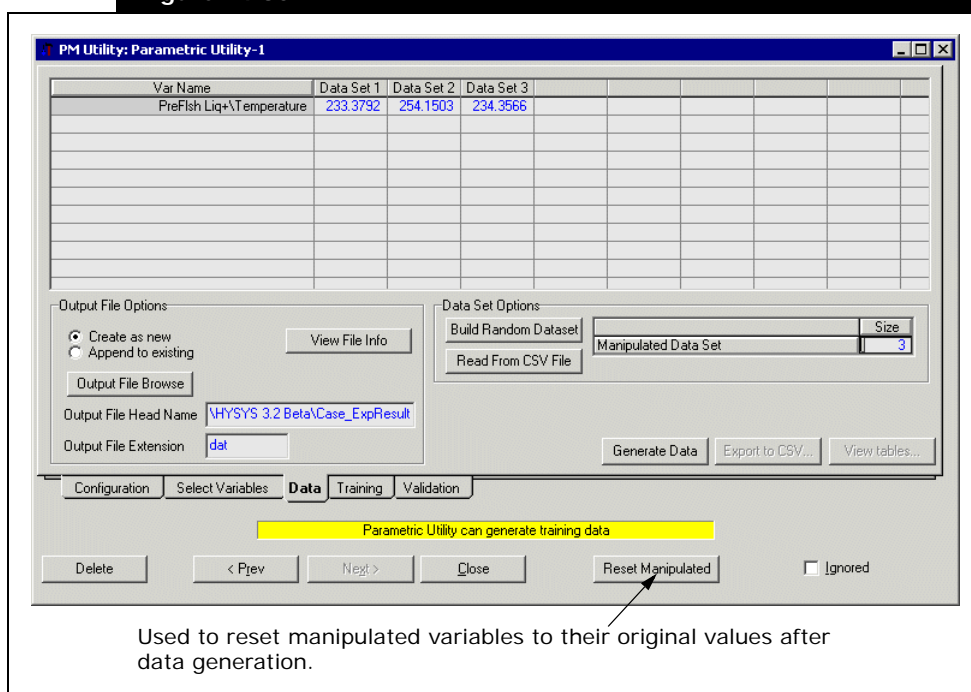 PM Utility: Parametric Utility-1
Var Name Data Set 1 Data Set 2 Data Set 3
PreFlsh Liq+\Temperature 233.3792 254.1503 234.3566
Output File Options
Create as new
Append to existing
View File Info
Output File Browse
Output File Head Name \HYSYS 3.2 Beta\Case_ExpResult
Output File Extension dat
Data Set Options
Build Random Dataset
Read From CSV File
Size
Manipulated Data Set 3
Generate Data Export to CSV... View tables...
Configuration Select Variables Data Training Validation
Parametric Utility can generate training data
Delete < Prev Next > Close Reset Manipulated Ignored
Used to reset manipulated variables to their original values after
data generation.